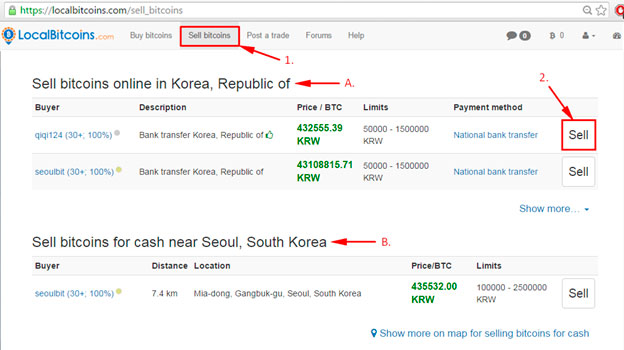 https://localbitcoins.com/sell_bitcoins
LocalBitcoins.com Buy bitcoins Sell bitcoins Post a trade Forums Help 0 Ƀ 0
1.
Sell bitcoins online in Korea, Republic of A. 2.
Buyer Description Price / BTC Limits Payment method
qiqi124 (30+; 100%) Bank transfer Korea, Republic of 432555.39 KRW 50000 - 1500000 KRW National bank transfer Sell
seoulbit (30+; 100%) Bank transfer Korea, Republic of 43108815.71 KRW 50000 - 1500000 KRW National bank transfer Sell
Show more...
Sell bitcoins for cash near Seoul, South Korea B.
Buyer Distance Location Price/BTC Limits
seoulbit (30+; 100%) 7.4 km Mia-dong, Gangbuk-gu, Seoul, South Korea 435532.00 KRW 100000 - 2500000 KRW Sell
Show more on map for selling bitcoins for cash